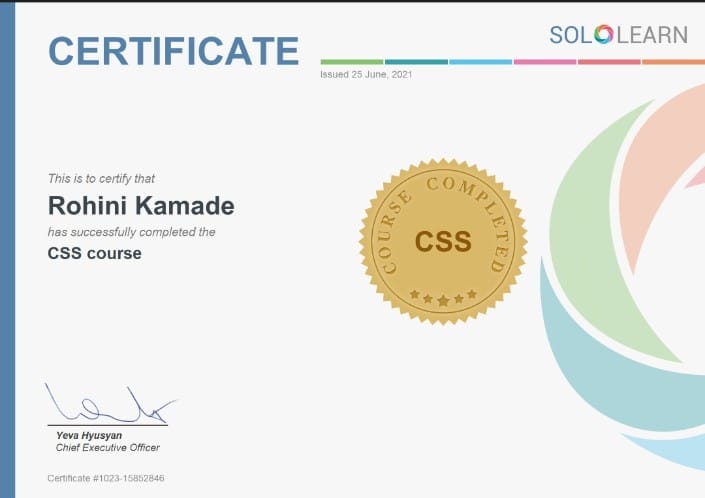 CERTIFICATE
SOLOLEARN
Issued 25 June, 2021
This is to certify that
Rohini Kamade
has successfully completed the
CSS course
COURSE COMPLETED
CSS
Yeva Hyusyan
Chief Executive Officer
Certificate #1023-15852846